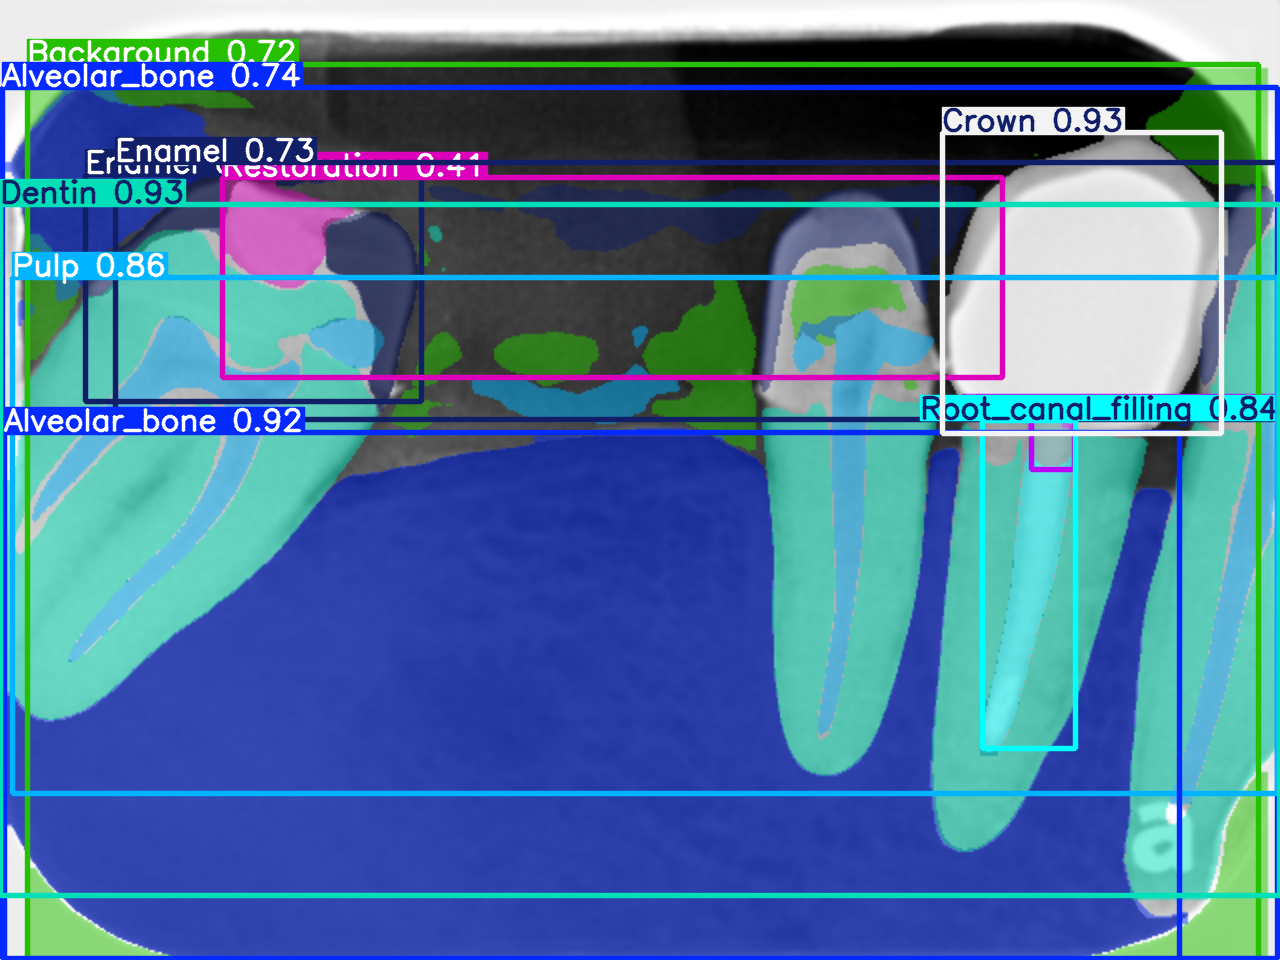 Background 0.72
Alveolar_bone 0.74
Crown 0.93
Enamel 0.73
Enamel
Restoration 0.41
Dentin 0.93
Pulp 0.86
Root_canal_filling 0.84
Alveolar_bone 0.92
a